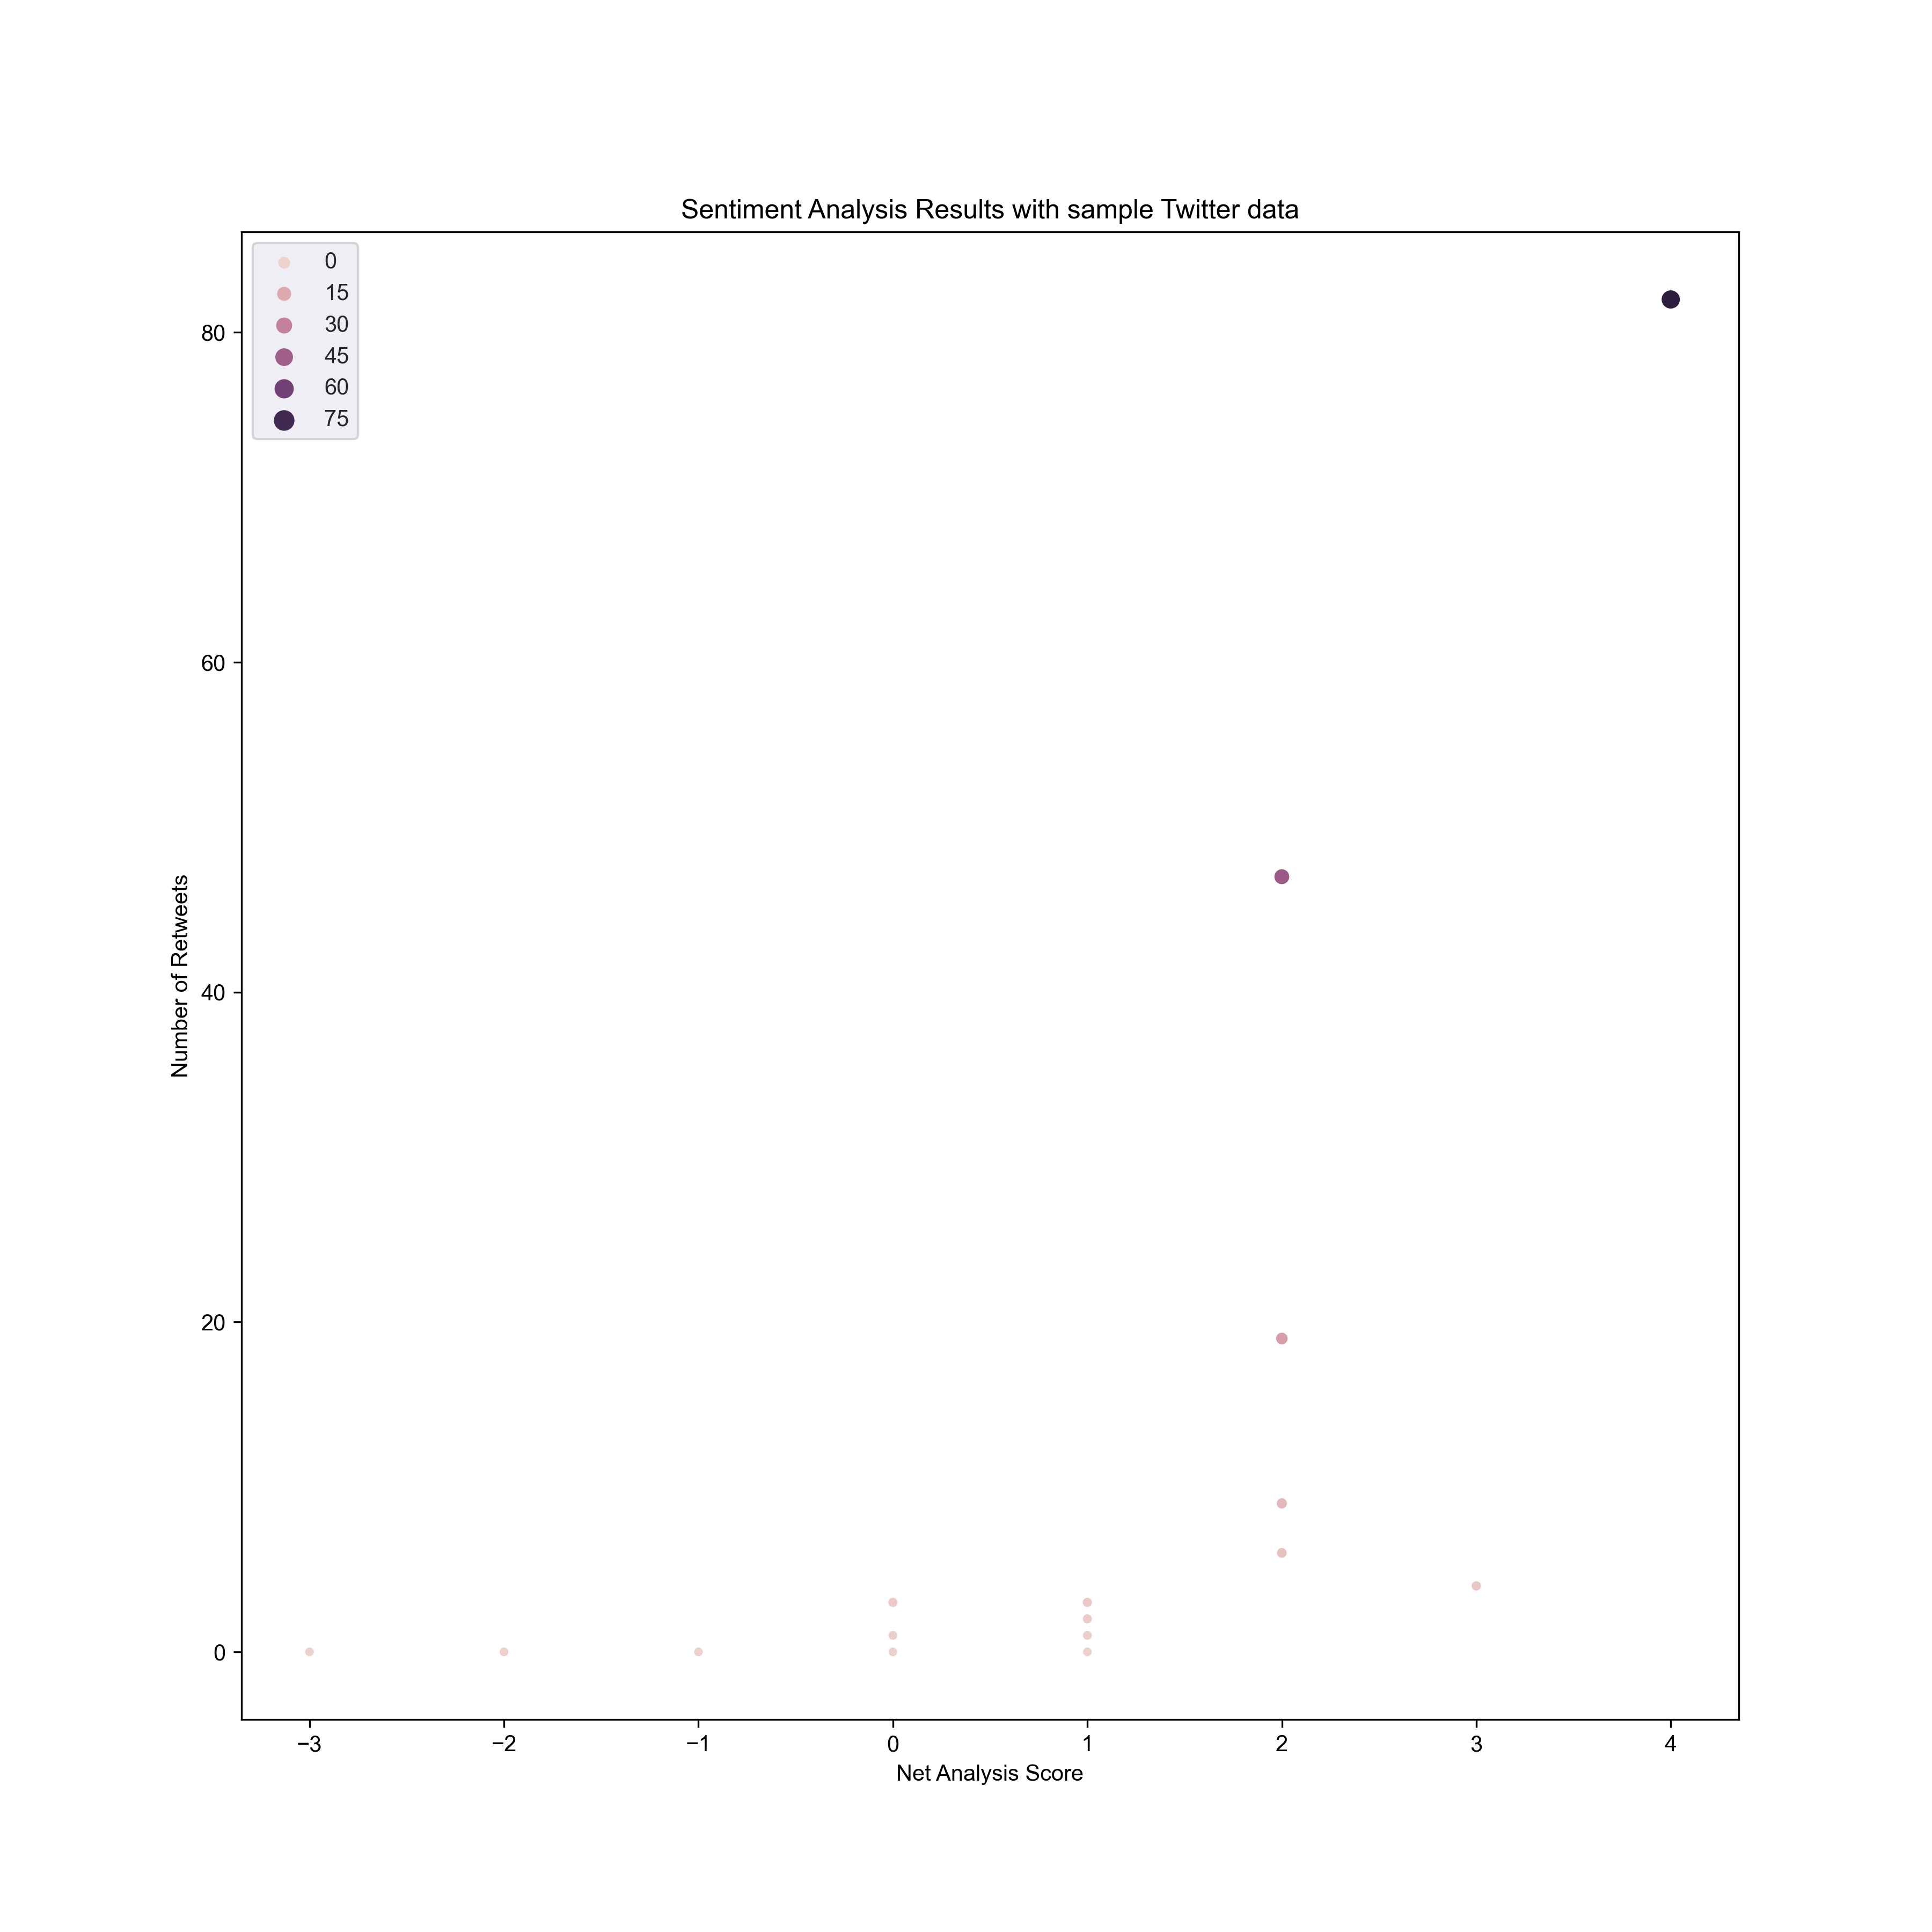 Sentiment Analysis Results with sample Twitter data
0
15
30
45
60
75
80
60
40
20
0
Number of Retweets
−3 −2 −1 0 1 2 3 4
Net Analysis Score